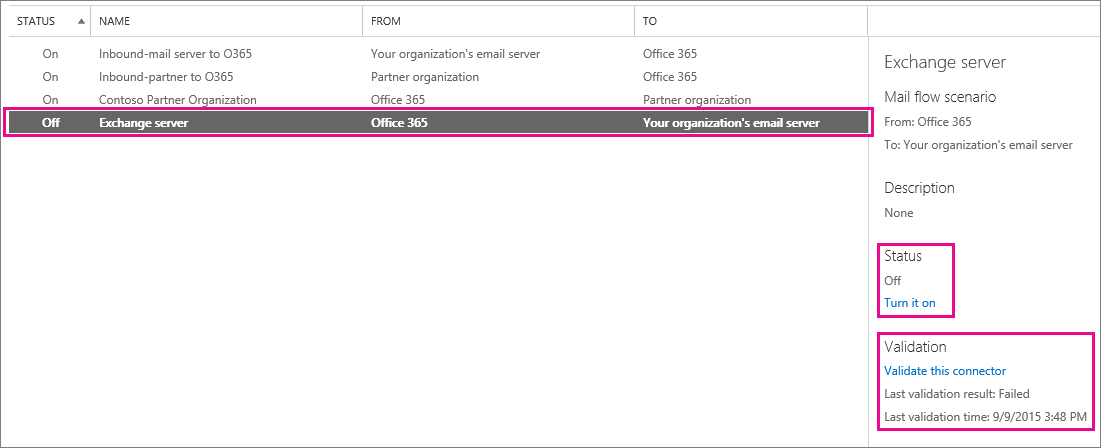 STATUS NAME FROM TO
On Inbound-mail server to O365 Your organization's email server Office 365
On Inbound-partner to O365 Partner organization Office 365
On Contoso Partner Organization Office 365 Partner organization
Off Exchange server Office 365 Your organization's email server
Exchange server
Mail flow scenario
From: Office 365
To: Your organization's email server
Description
None
Status
Off
Turn it on
Validation
Validate this connector
Last validation result: Failed
Last validation time: 9/9/2015 3:48 PM